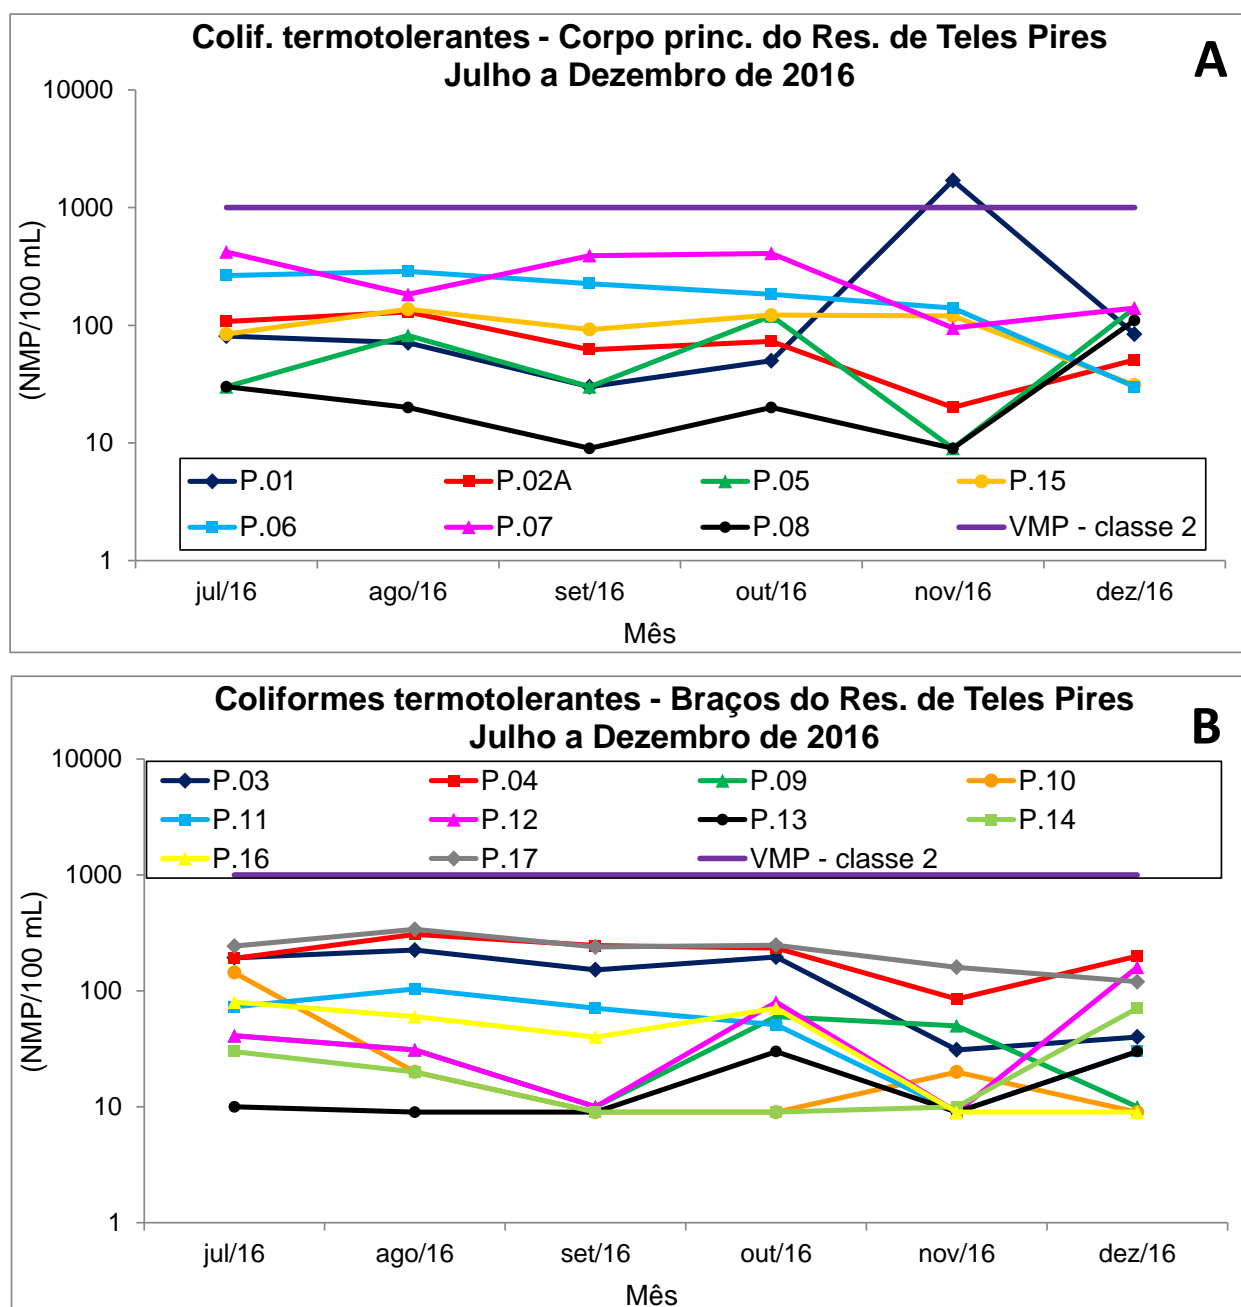 Colif. termotolerantes - Corpo princ. do Res. de Teles Pires
Julho a Dezembro de 2016
A
10000
1000
100
10
1
(NMP/100 mL)
P.01 P.02A P.05 P.15
P.06 P.07 P.08 VMP - classe 2
jul/16 ago/16 set/16 out/16 nov/16 dez/16
Mês
Coliformes termotolerantes - Braços do Res. de Teles Pires
Julho a Dezembro de 2016
B
10000
1000
100
10
1
(NMP/100 mL)
P.03 P.04 P.09 P.10
P.11 P.12 P.13 P.14
P.16 P.17 VMP - classe 2
jul/16 ago/16 set/16 out/16 nov/16 dez/16
Mês